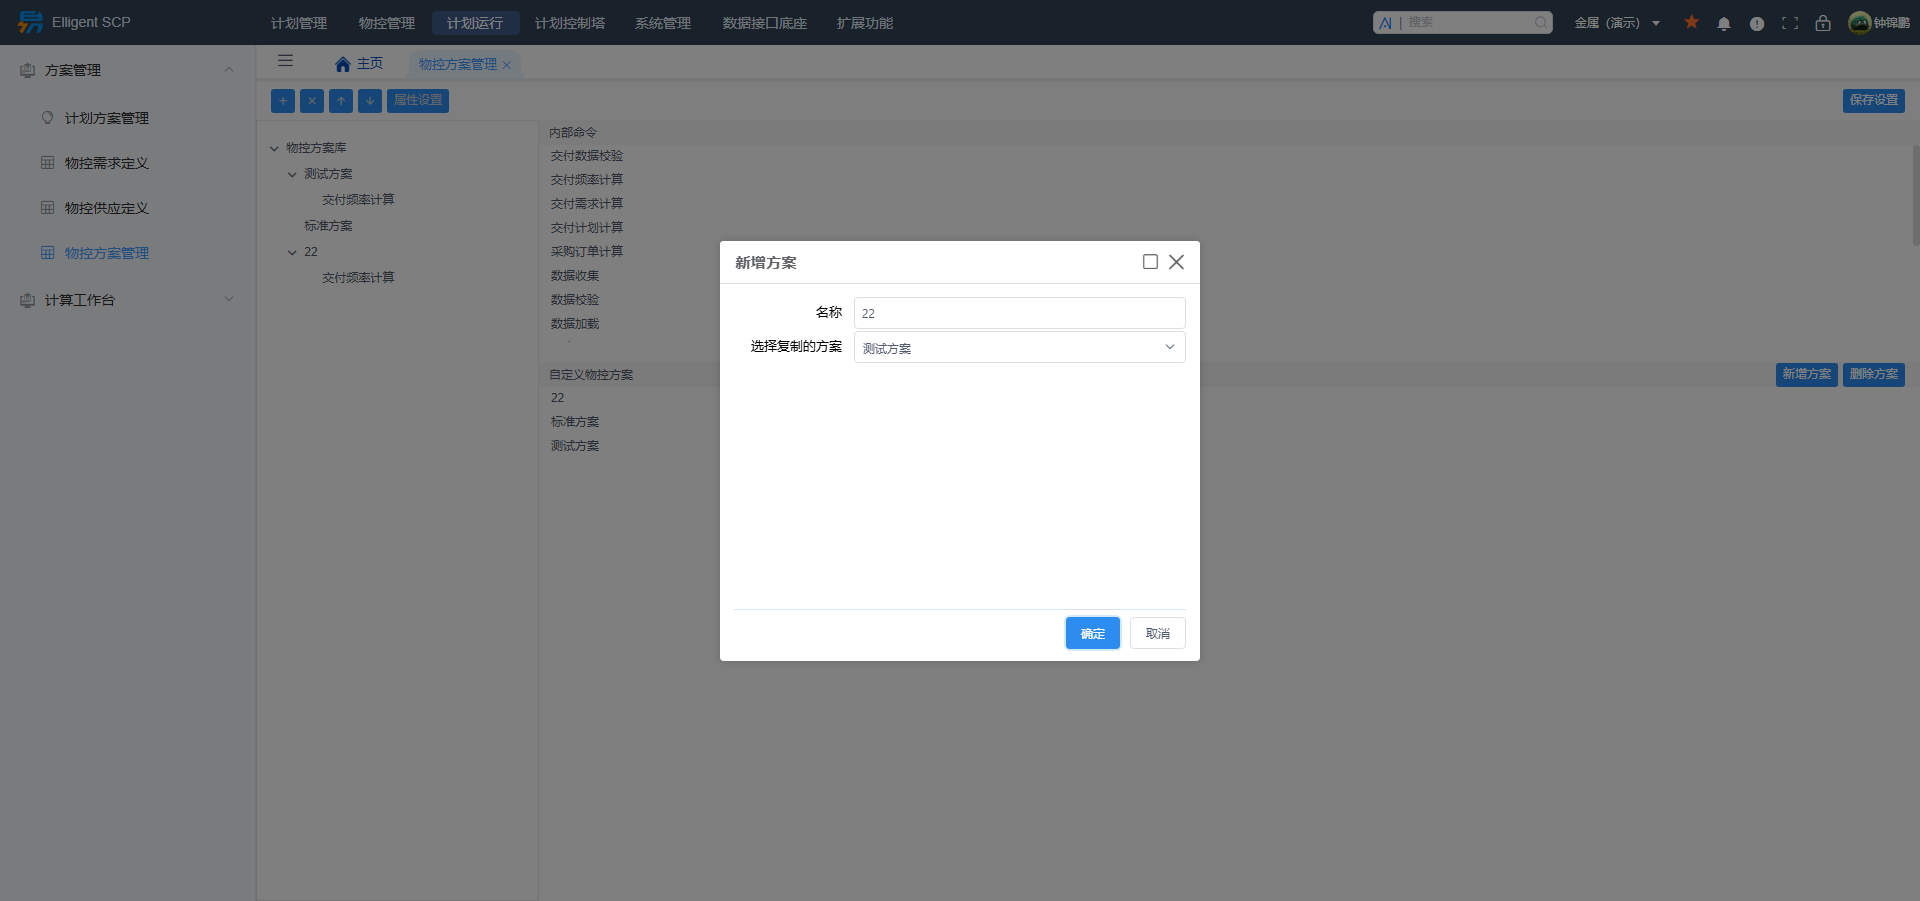 Elligent SCP
计划管理
物控管理
计划运行
计划控制塔
系统管理
数据接口底座
扩展功能
搜索
金属（演示）
钟锦鹏
方案管理
计划方案管理
物控需求定义
物控供应定义
物控方案管理
计算工作台
主页
物控方案管理
属性设置
保存设置
物控方案库
测试方案
交付频率计算
标准方案
22
交付频率计算
内部命令
交付数据校验
交付频率计算
交付需求计算
交付计划计算
采购订单计算
数据收集
数据校验
数据加载
自定义物控方案
新增方案
删除方案
22
标准方案
测试方案
新增方案
名称
22
选择复制的方案
测试方案
确定
取消